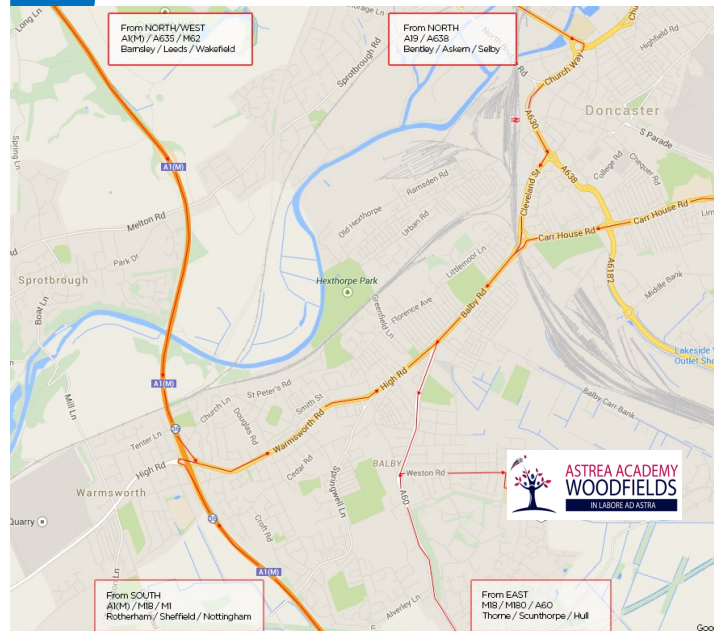 From NORTH/WEST
A1(M) / A635 / M62
Barnsley / Leeds / Wakefield
From NORTH
A19 / A638
Bentley / Askern / Selby
Long Ln
Sprotbrough Rd
Church Way
Highfield Rd
Doncaster
A630
S Parade
Spring Ln
A1(M)
College Rd
Chequer Rd
A638
Cleveland St
Ramsden Rd
Melton Rd
Old Hexthorpe
Urban Rd
Carr House Rd
Carr House Rd
Park Dr
Littlemoor Ln
A6182
Middle Bank
Sprotbrough
Hexthorpe Park
Greenfield Ln
Florence Ave
Balby Rd
Boat Ln
Lakeside
Outlet Sho
A1(M)
Mill Ln
St Peter's Rd
High Rd
Balby Carr Bank
Church Ln
Smith St
Douglas Rd
Tenter Ln
36
Warmsworth Rd
High Rd
Cedar Rd
BALBY
Weston Rd
Warmsworth
Springwell Ln
A60
ASTREA ACADEMY
WOODFIELDS
IN LABORE AD ASTRA
Quarry
36
Croft Rd
A1(M)
Alverley Ln
From SOUTH
A1(M) / M18 / M1
Rotherham / Sheffield / Nottingham
From EAST
M18 / M180 / A60
Thorne / Scunthorpe / Hull
Goo